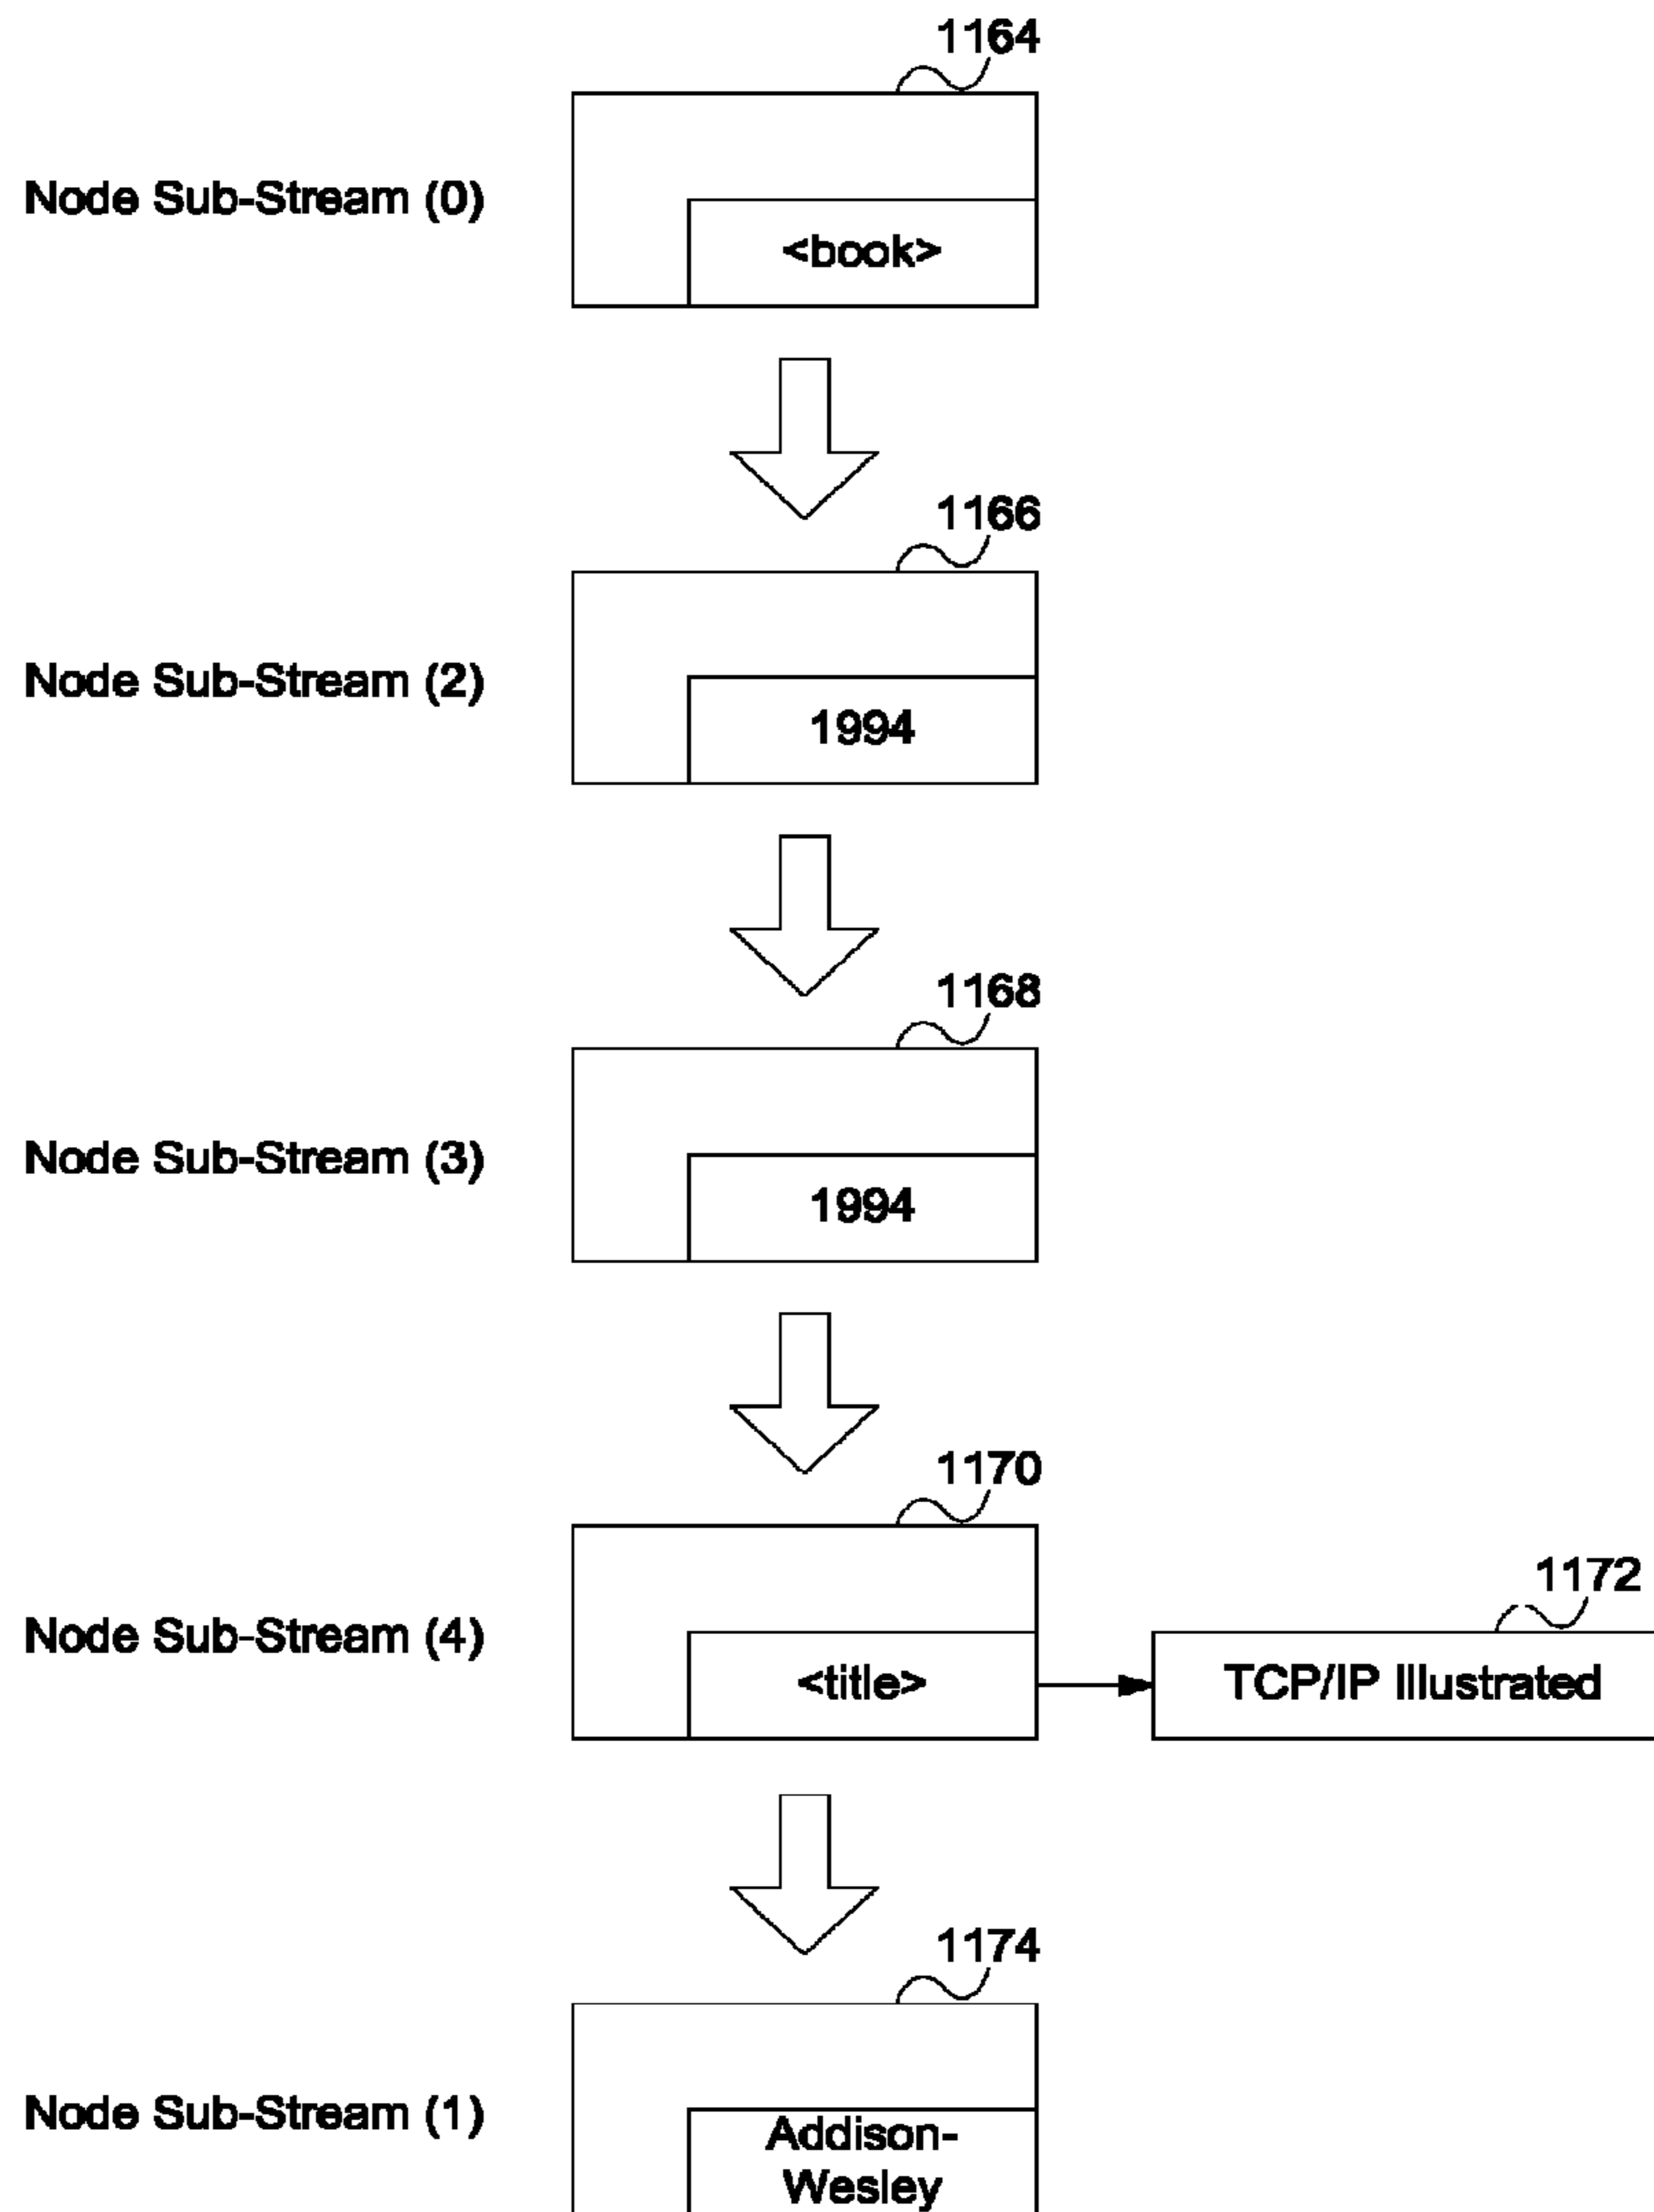 1164
Node Sub-Stream (0)
<book>
1166
Node Sub-Stream (2)
1994
1168
Node Sub-Stream (3)
1994
1170
1172
Node Sub-Stream (4)
<title>
TCP/IP Illustrated
1174
Node Sub-Stream (1)
Addison-
Wesley